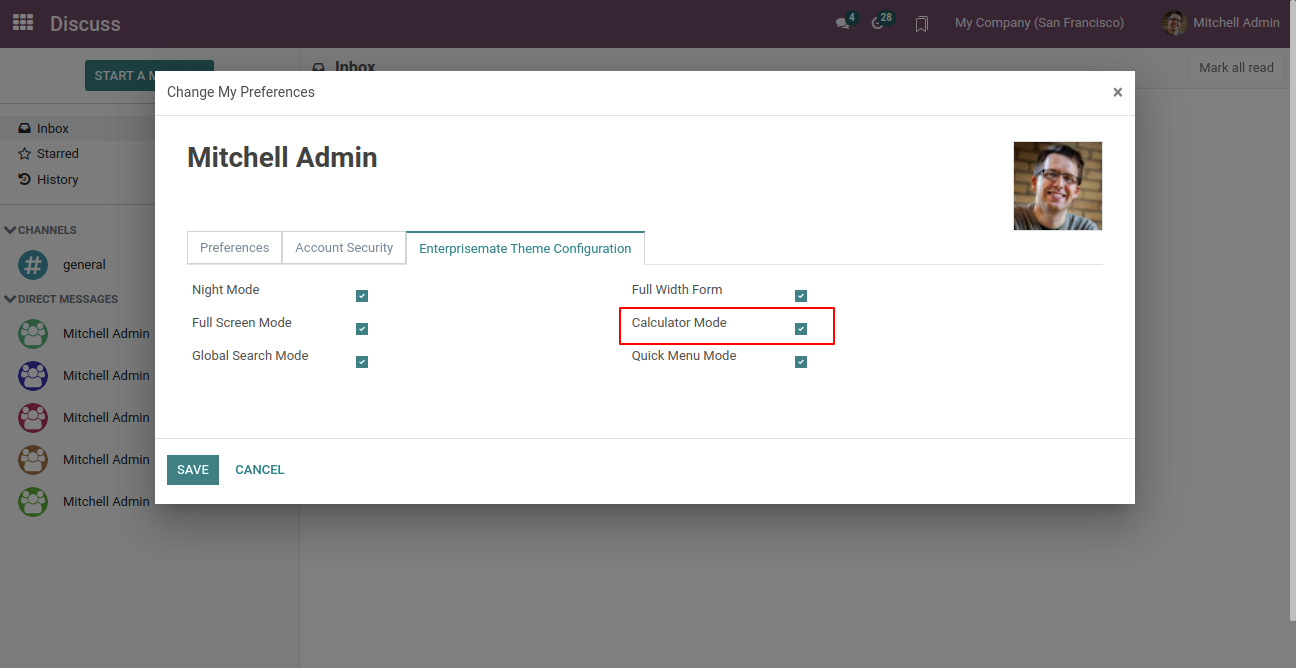 Discuss
4
28
My Company (San Francisco)
Mitchell Admin
START A M
Inbox
Mark all read
Change My Preferences
×
Inbox
Starred
History
CHANNELS
general
DIRECT MESSAGES
Mitchell Admin
Mitchell Admin
Mitchell Admin
Mitchell Admin
Mitchell Admin
Mitchell Admin
Preferences
Account Security
Enterprisemate Theme Configuration
Night Mode
Full Width Form
Full Screen Mode
Calculator Mode
Global Search Mode
Quick Menu Mode
SAVE
CANCEL